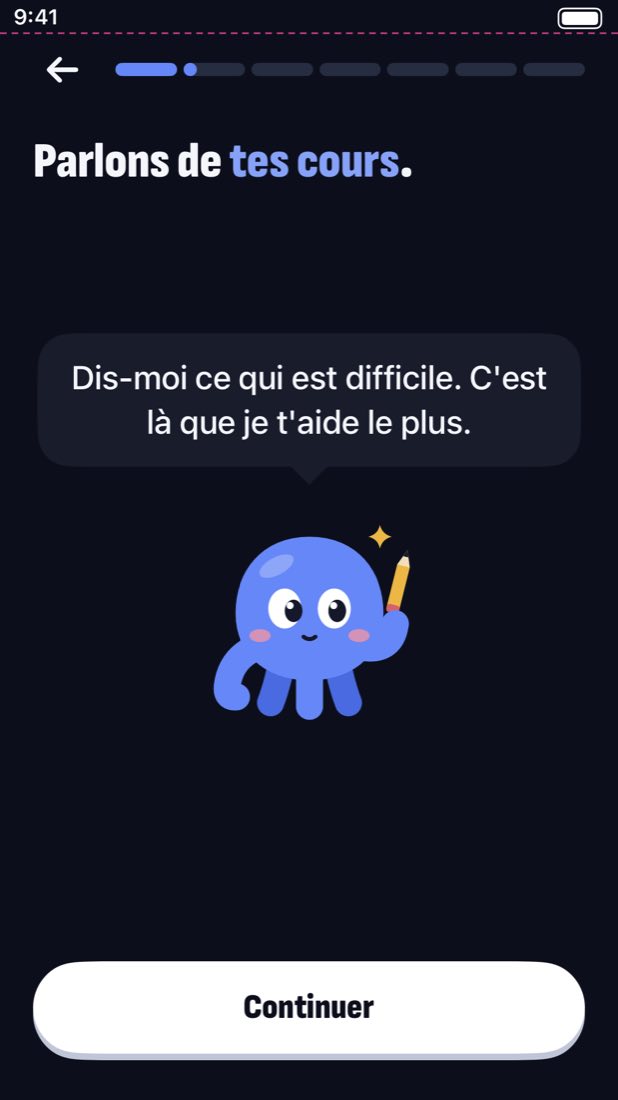 9:41
Parlons de tes cours.
Dis-moi ce qui est difficile. C'est
là que je t'aide le plus.
Continuer